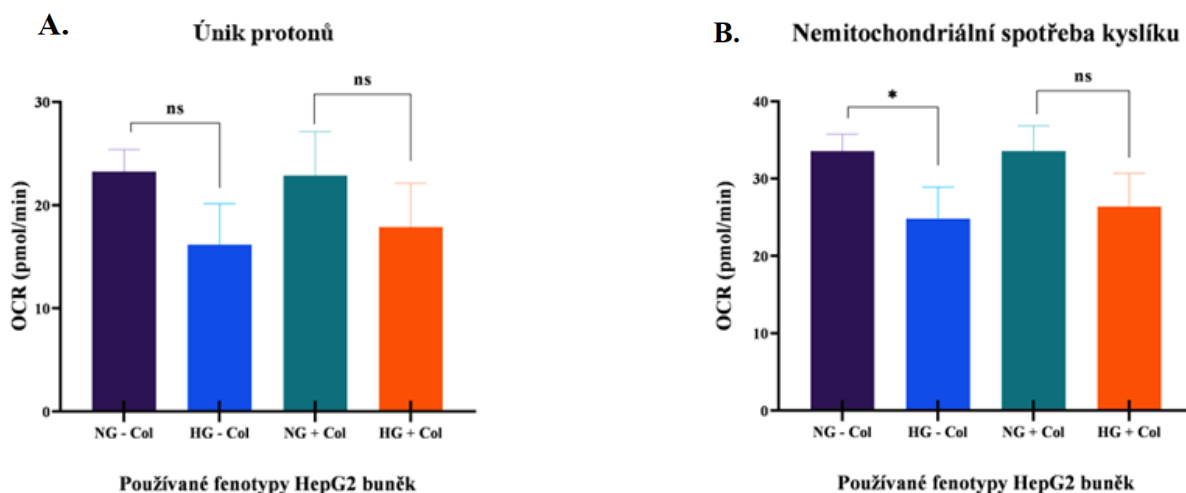 A.
Únik protonů
ns
ns
30
20
10
0
OCR (pmol/min)
NG - Col
HG - Col
NG + Col
HG + Col
Používané fenotypy HepG2 buněk
B.
Nemitochondriální spotřeba kyslíku
*
ns
40
30
20
10
0
OCR (pmol/min)
NG - Col
HG - Col
NG + Col
HG + Col
Používané fenotypy HepG2 buněk